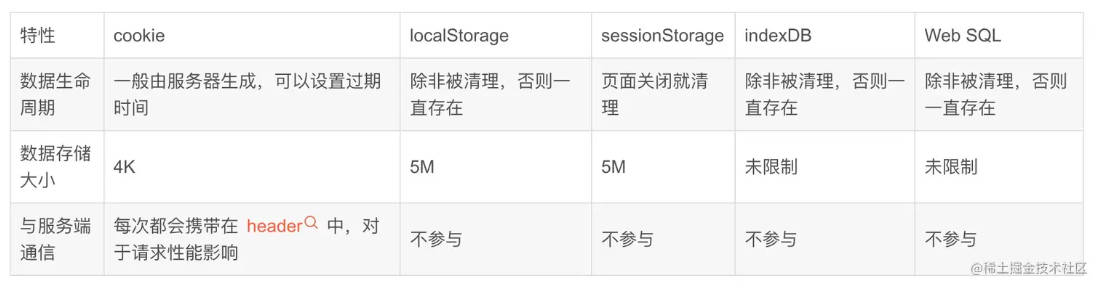 特性 cookie localStorage sessionStorage indexDB Web SQL
数据生命 一般由服务器生成，可以设置过期 除非被清理，否则一 页面关闭就清 除非被清理，否则一 除非被清理，否则
周期 时间 直存在 理 直存在 一直存在
数据存储
大小 4K 5M 5M 未限制 未限制
与服务端 每次都会携带在 header 中，对
通信 于请求性能影响 不参与 不参与 不参与 不参与
@稀土掘金技术社区